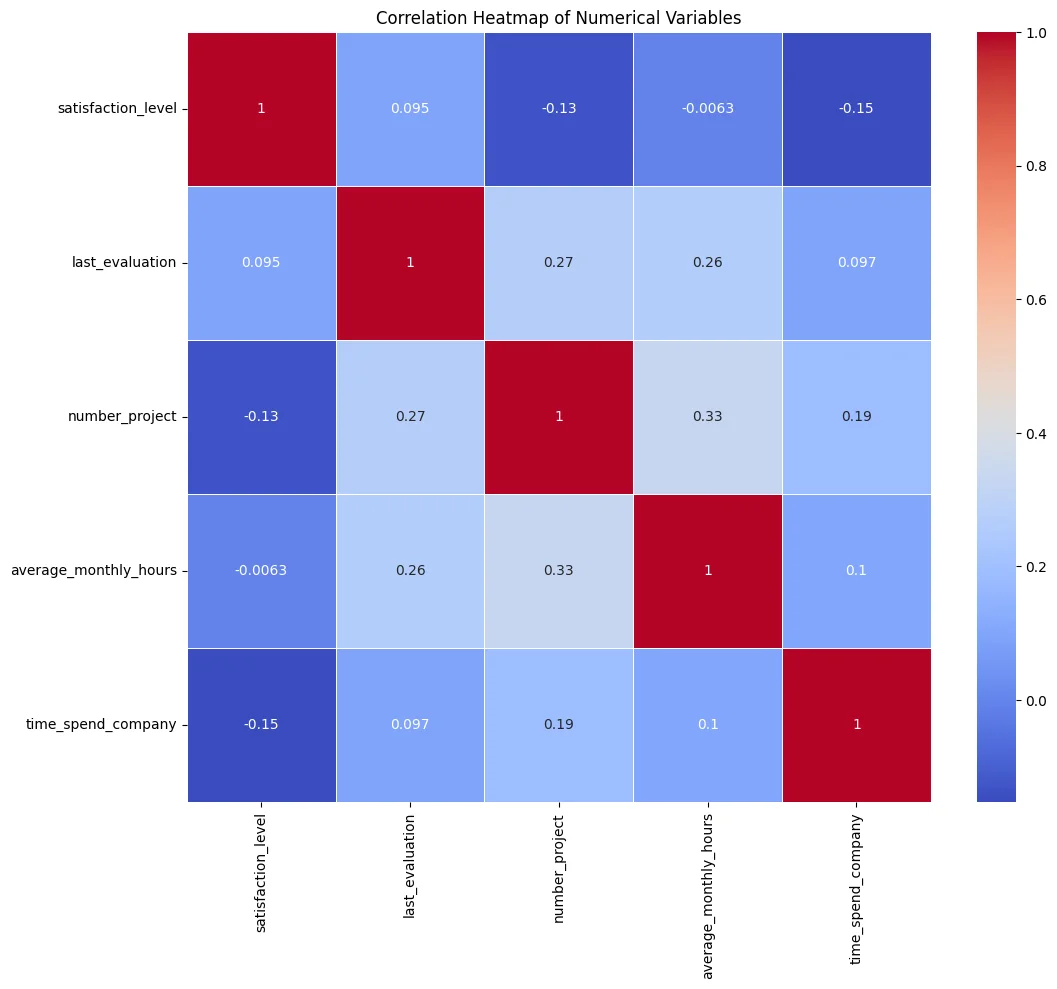 Correlation Heatmap of Numerical Variables
satisfaction_level 1 0.095 -0.13 -0.0063 -0.15
last_evaluation 0.095 1 0.27 0.26 0.097
number_project -0.13 0.27 1 0.33 0.19
average_monthly_hours -0.0063 0.26 0.33 1 0.1
time_spend_company -0.15 0.097 0.19 0.1 1
satisfaction_level
last_evaluation
number_project
average_monthly_hours
time_spend_company
1.0
0.8
0.6
0.4
0.2
0.0